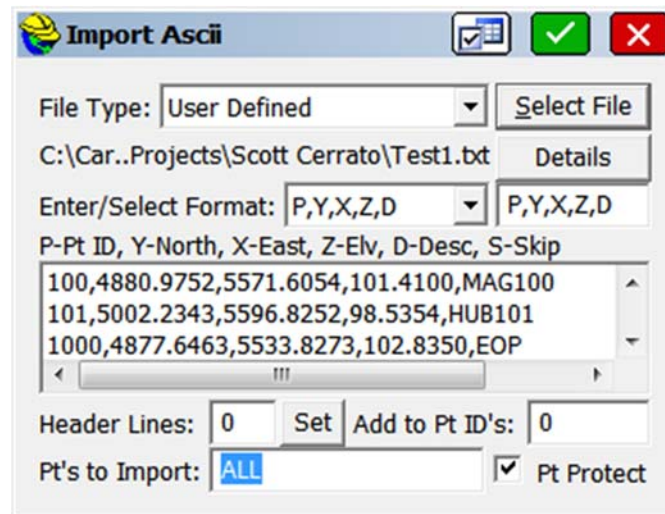 Import Ascii
File Type: User Defined Select File
C:\Car..Projects\Scott Cerrato\Test1.txt Details
Enter/Select Format: P,Y,X,Z,D P,Y,X,Z,D
P-Pt ID, Y-North, X-East, Z-Elv, D-Desc, S-Skip
100,4880.9752,5571.6054,101.4100,MAG100
101,5002.2343,5596.8252,98.5354,HUB101
1000,4877.6463,5533.8273,102.8350,EOP
Header Lines: 0 Set Add to Pt ID's: 0
Pt's to Import: ALL Pt Protect